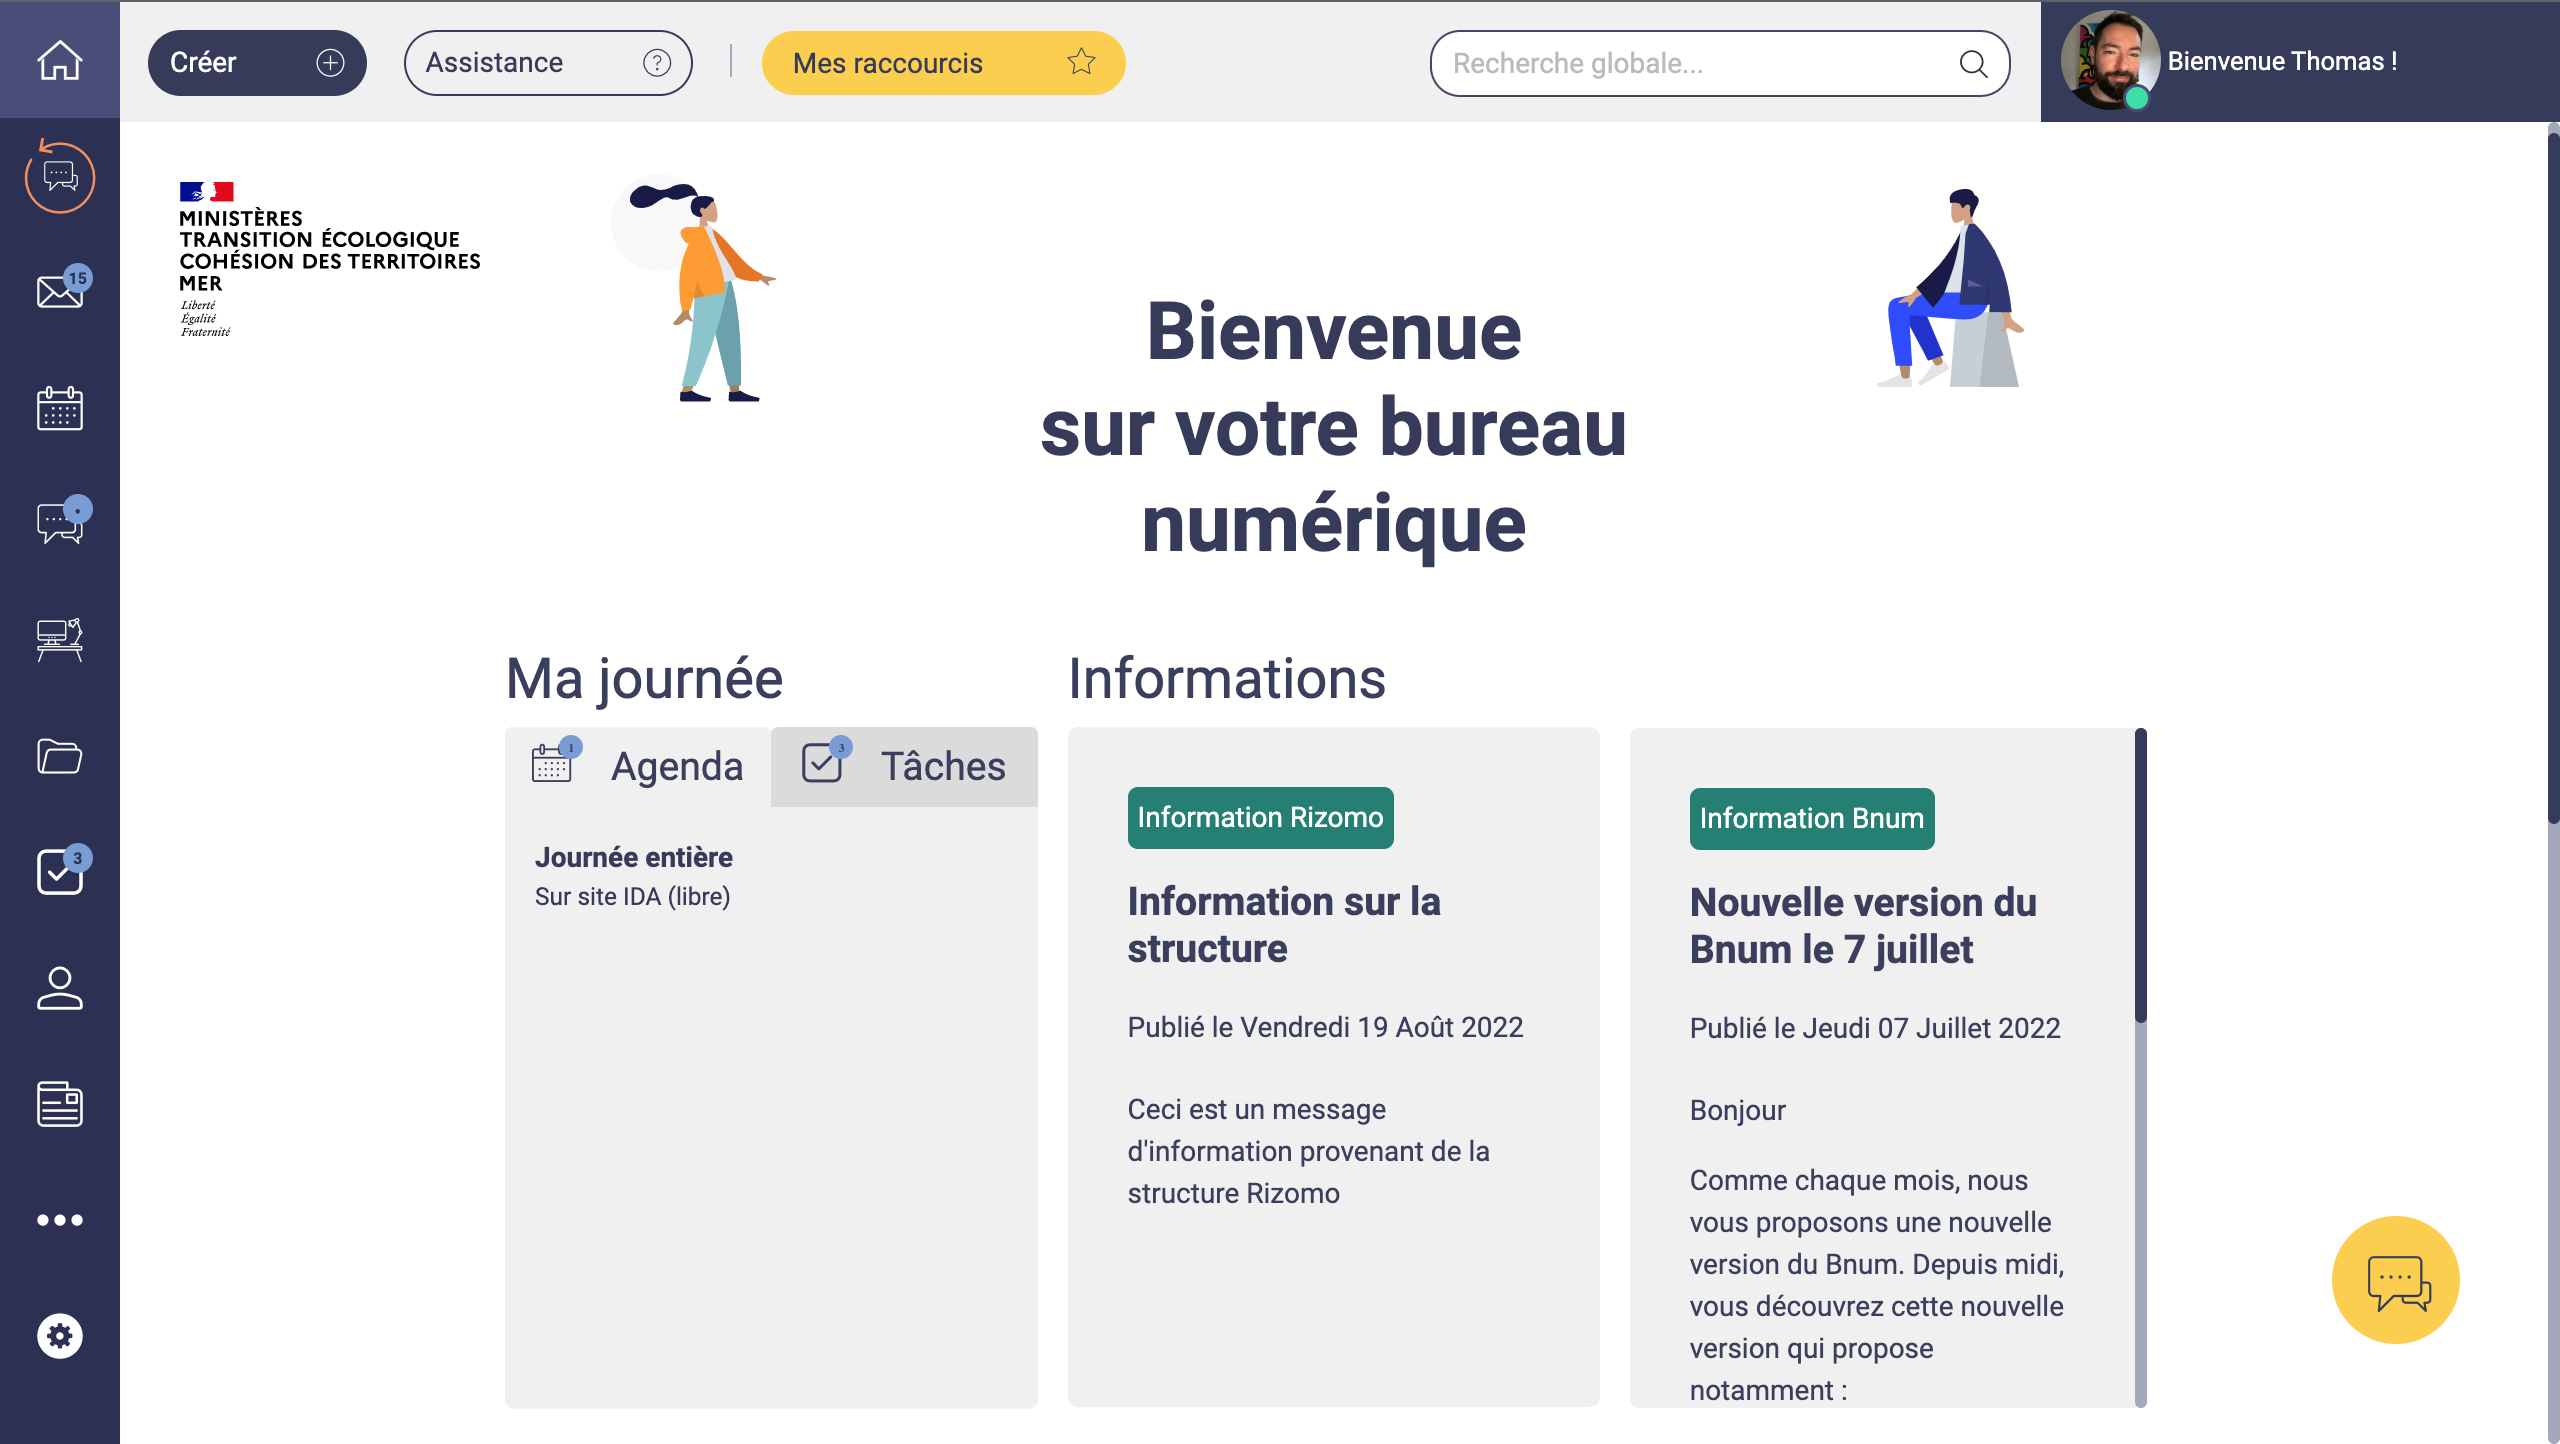 Créer
Assistance
?
Mes raccourcis
Recherche globale...
Bienvenue Thomas !
15
3
MINISTÈRES
TRANSITION ÉCOLOGIQUE
COHÉSION DES TERRITOIRES
MER
Liberté
Égalité
Fraternité
Bienvenue
sur votre bureau
numérique
Ma journée
1
Agenda
3
Tâches
Journée entière
Sur site IDA (libre)
Informations
Information Rizomo
Information sur la
structure
Publié le Vendredi 19 Août 2022
Ceci est un message
d'information provenant de la
structure Rizomo
Information Bnum
Nouvelle version du
Bnum le 7 juillet
Publié le Jeudi 07 Juillet 2022
Bonjour
Comme chaque mois, nous
vous proposons une nouvelle
version du Bnum. Depuis midi,
vous découvrez cette nouvelle
version qui propose
notamment :